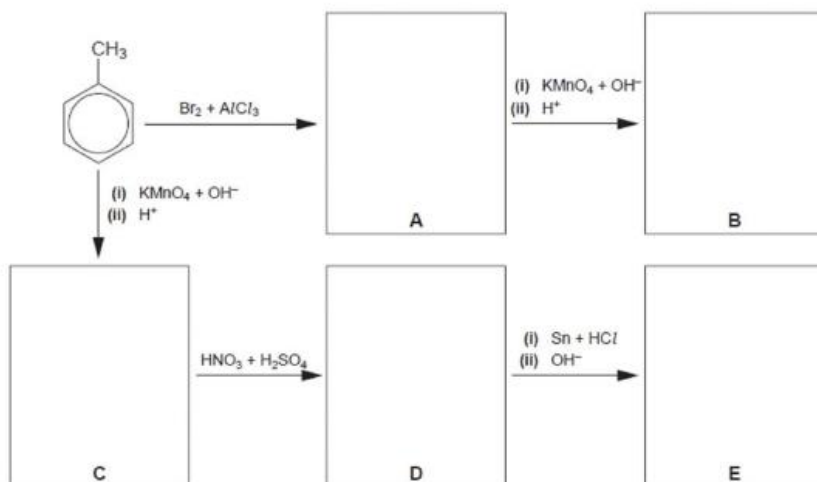 CH₃
Br₂ + AlCl₃
(i) KMnO₄ + OH⁻
(ii) H⁺
A
B
(i) KMnO₄ + OH⁻
(ii) H⁺
HNO₃ + H₂SO₄
(i) Sn + HCl
(ii) OH⁻
C
D
E